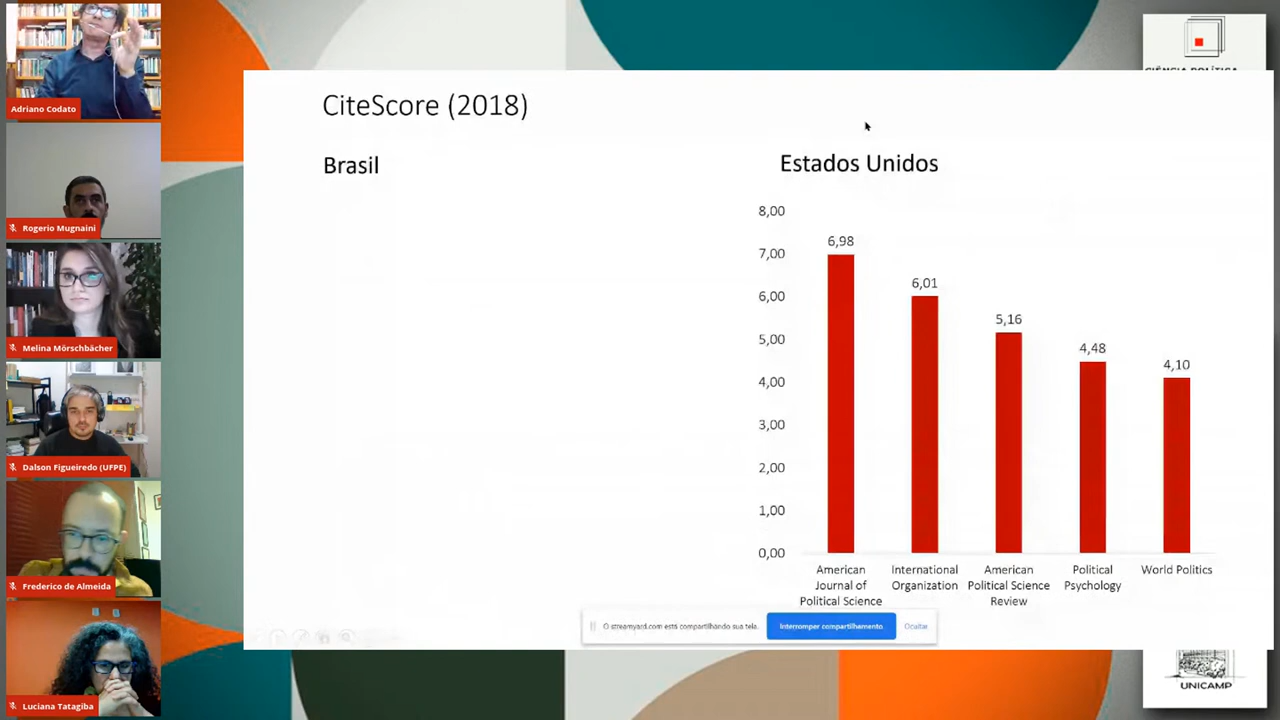 Adriano Codato
Rogerio Mugnaini
Melina Mörschbächer
Dalson Figueiredo (UFPE)
Frederico de Almeida
Luciana Tatagiba
CiteScore (2018)
Brasil
Estados Unidos
8,00
7,00
6,00
5,00
4,00
3,00
2,00
1,00
0,00
6,98
6,01
5,16
4,48
4,10
American
Journal of
Political Science
International
Organization
American
Political Science
Review
Political
Psychology
World Politics
O streamyard.com está compartilhando sua tela.
Interromper compartilhamento
Ocultar
CIÊNCIA POLÍTICA
UNICAMP